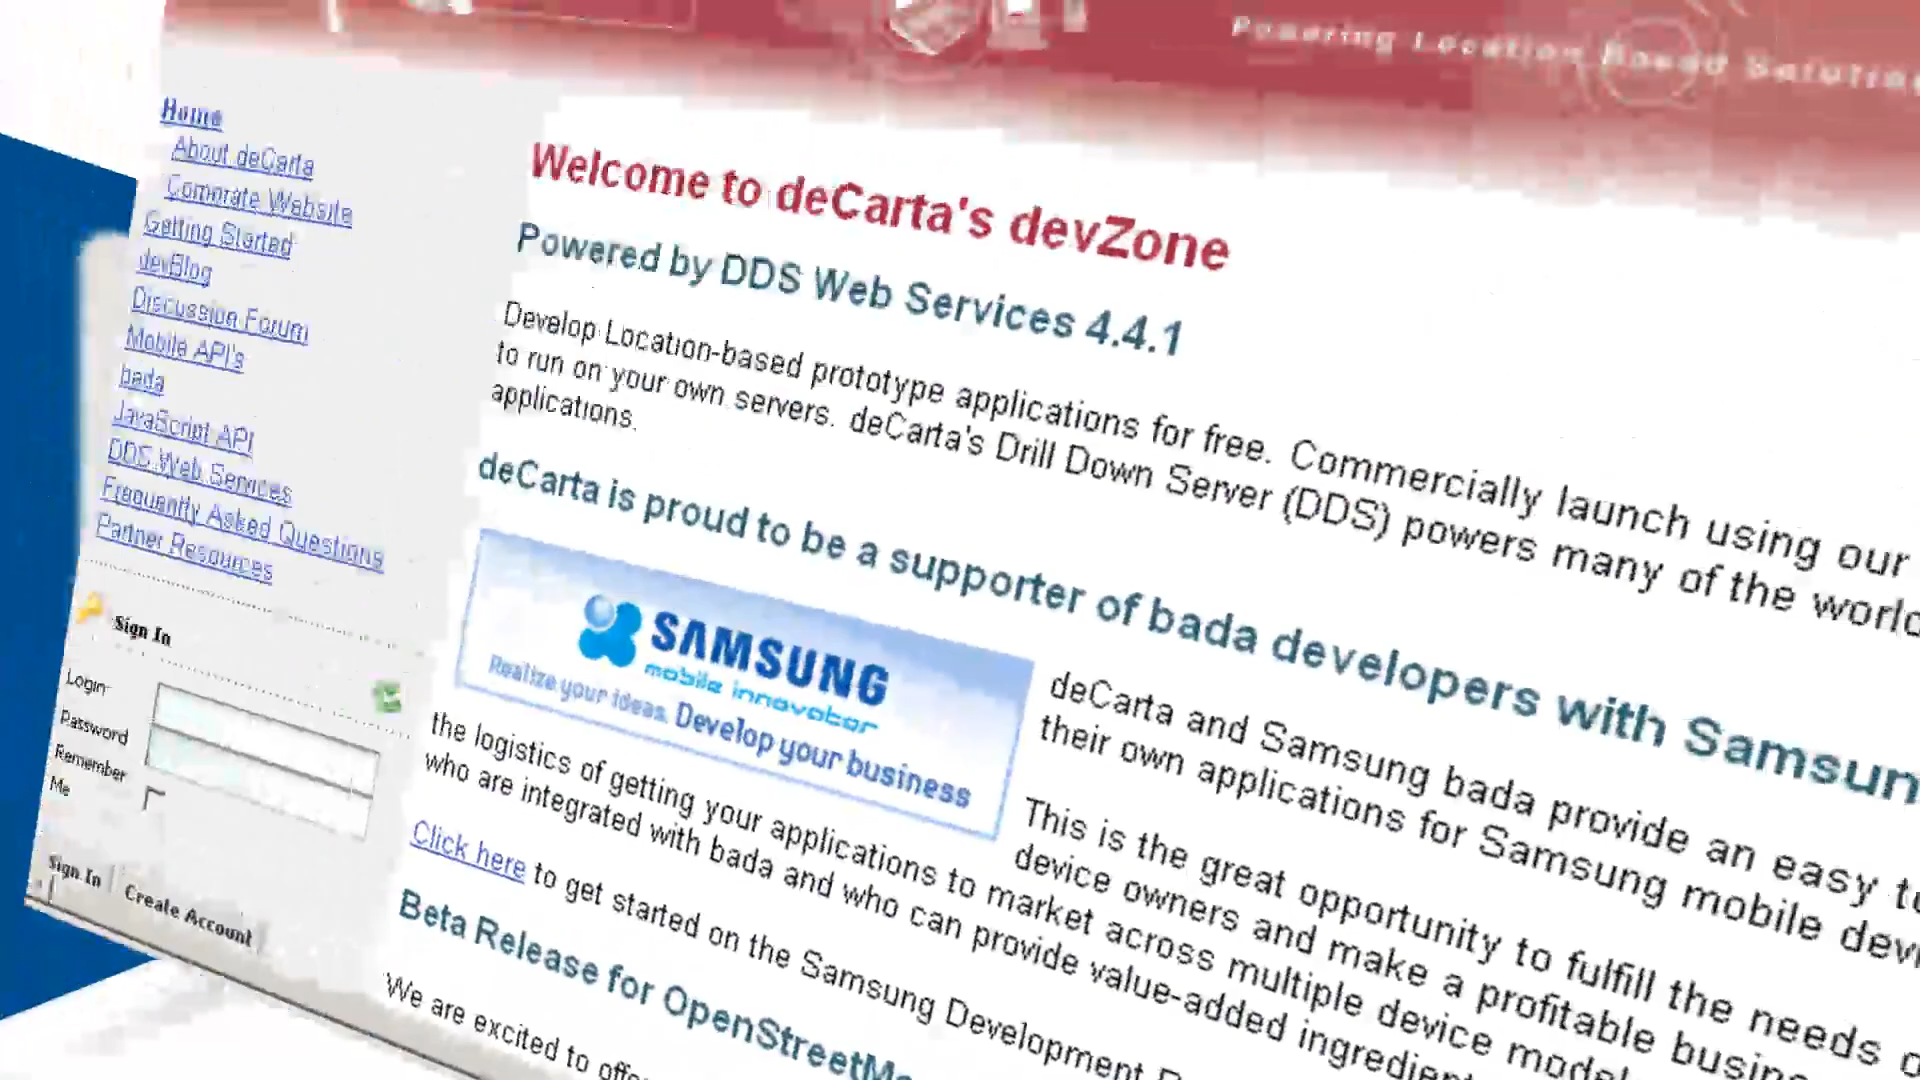 Powering Location Based Solution
Home
About deCarta
Corporate Website
Getting Started
devBlog
Discussion Forum
Mobile API's
bada
JavaScript API
DDS Web Services
Frequently Asked Questions
Partner Resources
Sign In
Login
Password
Remember
Me
Sign In
Create Account
Welcome to deCarta's devZone
Powered by DDS Web Services 4.4.1
Develop Location-based prototype applications for free. Commercially launch using our
to run on your own servers. deCarta's Drill Down Server (DDS) powers many of the world
applications.
deCarta is proud to be a supporter of bada developers with Samsun
SAMSUNG
mobile innovator
Realize your ideas. Develop your business
deCarta and Samsung bada provide an easy to
their own applications for Samsung mobile dev
This is the great opportunity to fulfill the needs o
device owners and make a profitable busin
the logistics of getting your applications to market across multiple device model
who are integrated with bada and who can provide value-added ingredien
Click here to get started on the Samsung Development
Beta Release for OpenStreetMa
We are excited to offe